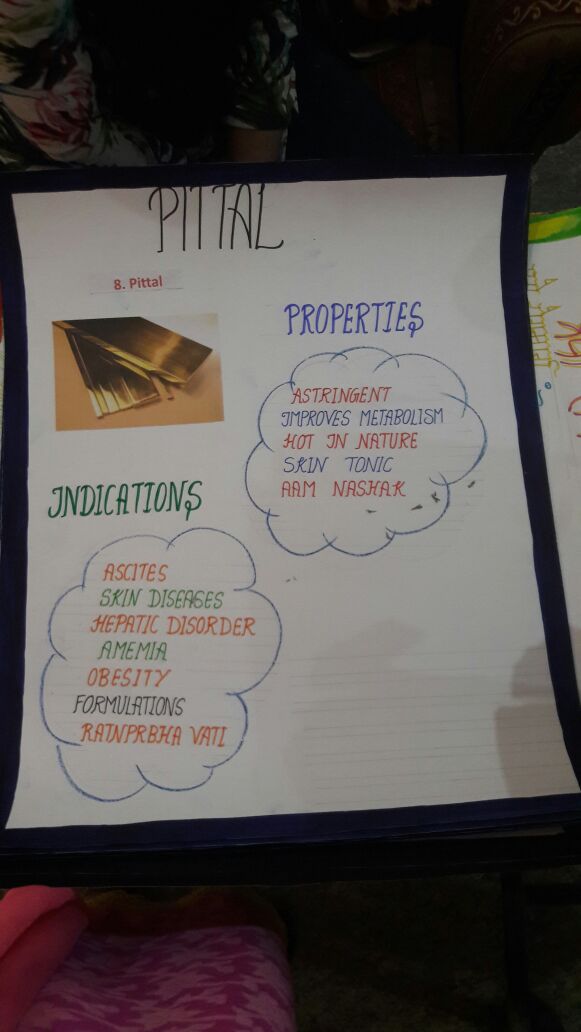 PITTAL
8. Pittal
PROPERTIES
ASTRINGENT
IMPROVES METABOLISM
HOT IN NATURE
SKIN TONIC
AAM NASHAK
INDICATIONS
ASCITES
SKIN DISEASES
HEPATIC DISORDER
AMEMIA
OBESITY
FORMULATIONS
RATNPRBHA VATI